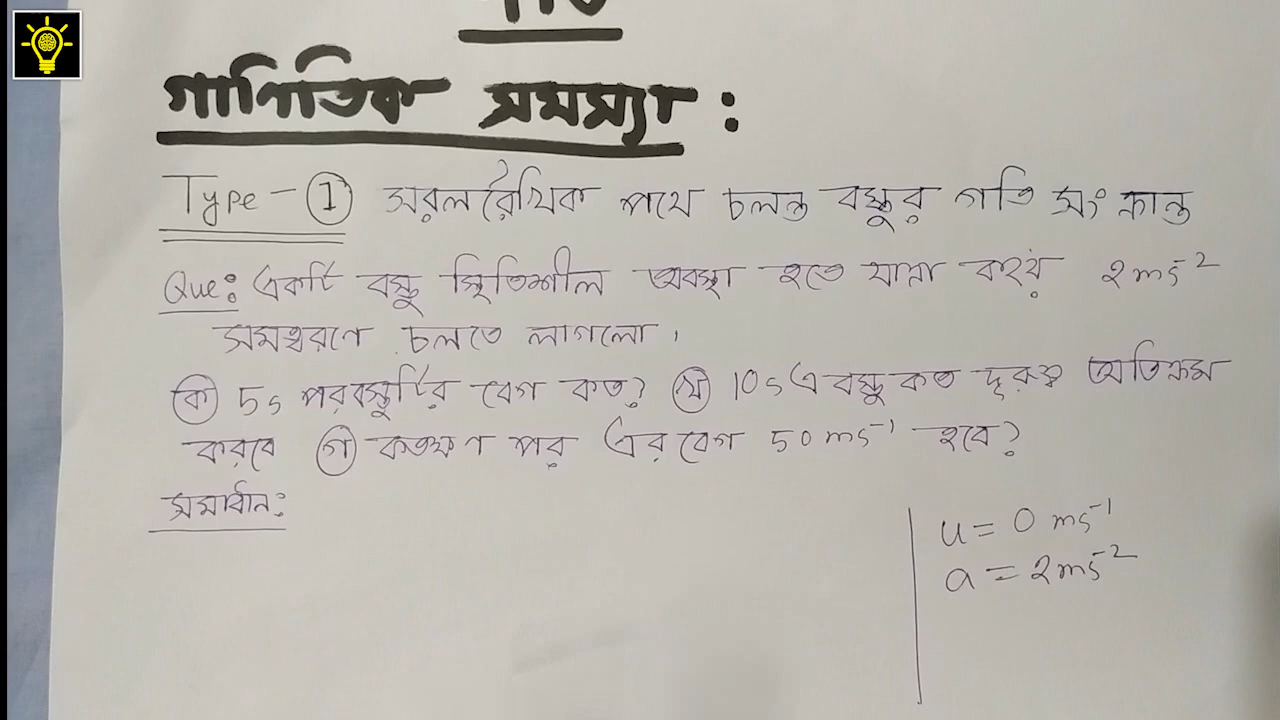 গতি
গাণিতিক সমস্যা :
Type - ① সরলরৈখিক পথে চলন্ত বস্তুর গতি সংক্রান্ত
Que: একটি বস্তু স্থিতিশীল অবস্থা হতে যাত্রা করে 2ms⁻²
সমত্বরণে চলতে লাগলো।
ⓚ 5s পর বস্তুটির বেগ কত? খ 10s এ বস্তু কত দূরত্ব অতিক্রম
করবে গ কতক্ষণ পর এর বেগ 50ms⁻¹ হবে?
সমাধান:
u = 0 ms⁻¹
a = 2ms⁻²